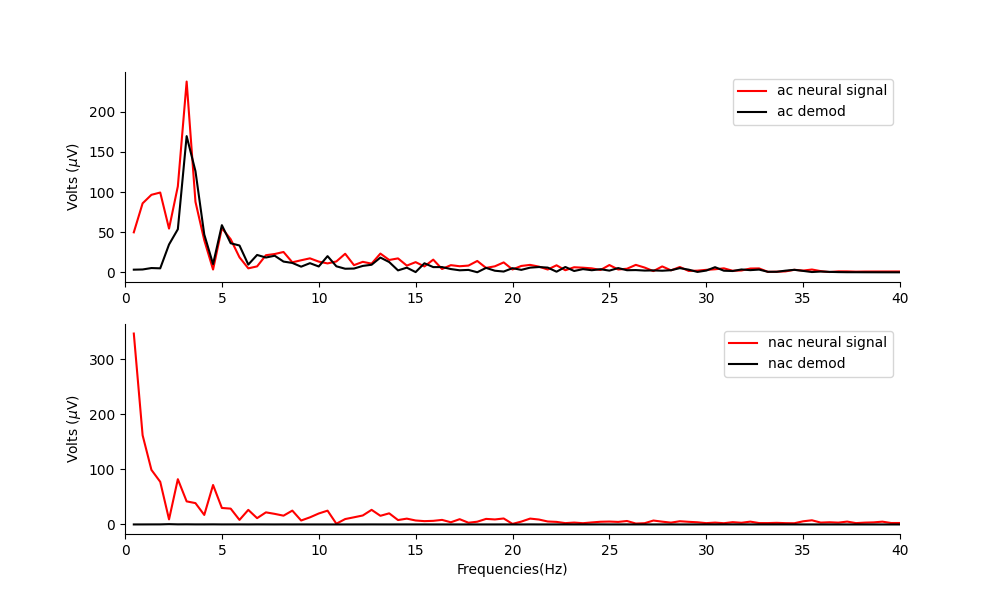 ac neural signal
ac demod
Volts (μV)
200
150
100
50
0
0 5 10 15 20 25 30 35 40
nac neural signal
nac demod
Volts (μV)
300
200
100
0
0 5 10 15 20 25 30 35 40
Frequencies(Hz)